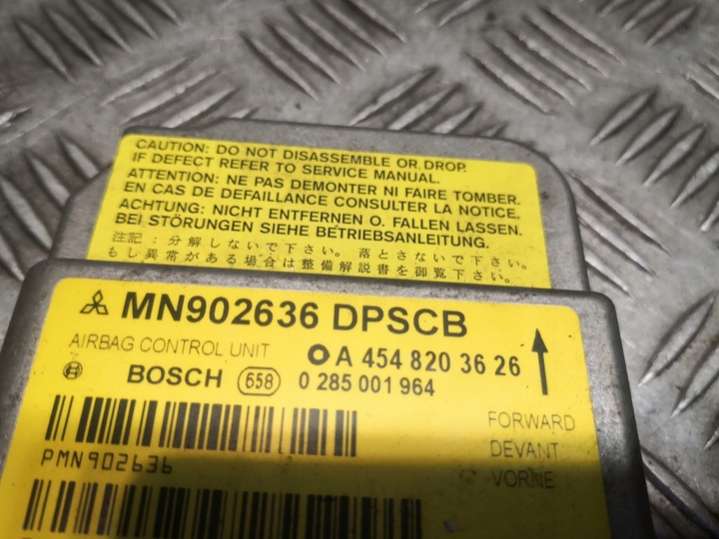 CAUTION: DO NOT DISASSEMBLE OR DROP.
IF DEFECT REFER TO SERVICE MANUAL.
ATTENTION: NE PAS DEMONTER NI FAIRE TOMBER.
EN CAS DE DEFAILLANCE CONSULTER LA NOTICE.
ACHTUNG: NICHT ENTFERNEN O. FALLEN LASSEN.
BEI STÖRUNGEN SIEHE BETRIEBSANLEITUNG.
注記：分解しないで下さい。落とさないで下さい。
もし異常がある場合は整備解説書を御覧下さい。
MN902636 DPSCB
AIRBAG CONTROL UNIT
A 454 820 36 26
BOSCH 658 0 285 001 964
FORWARD
DEVANT
VORNE
PMN902636